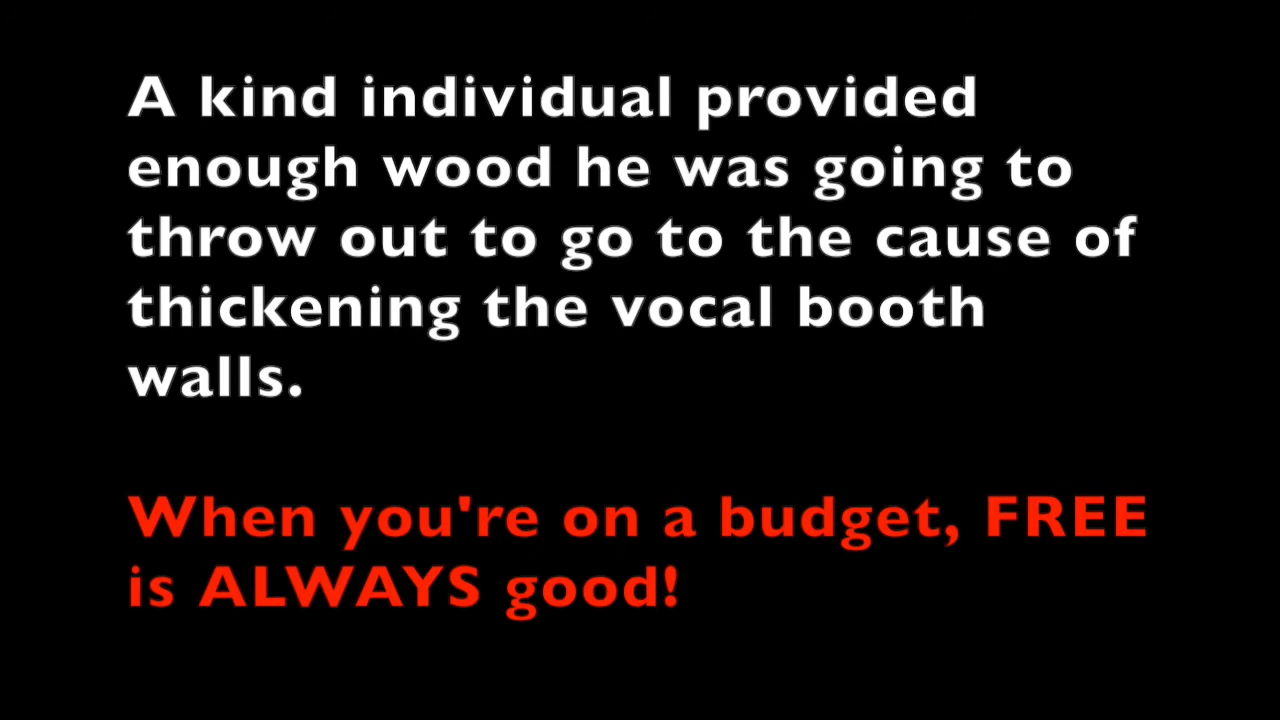 A kind individual provided
enough wood he was going to
throw out to go to the cause of
thickening the vocal booth
walls.
When you're on a budget, FREE
is ALWAYS good!